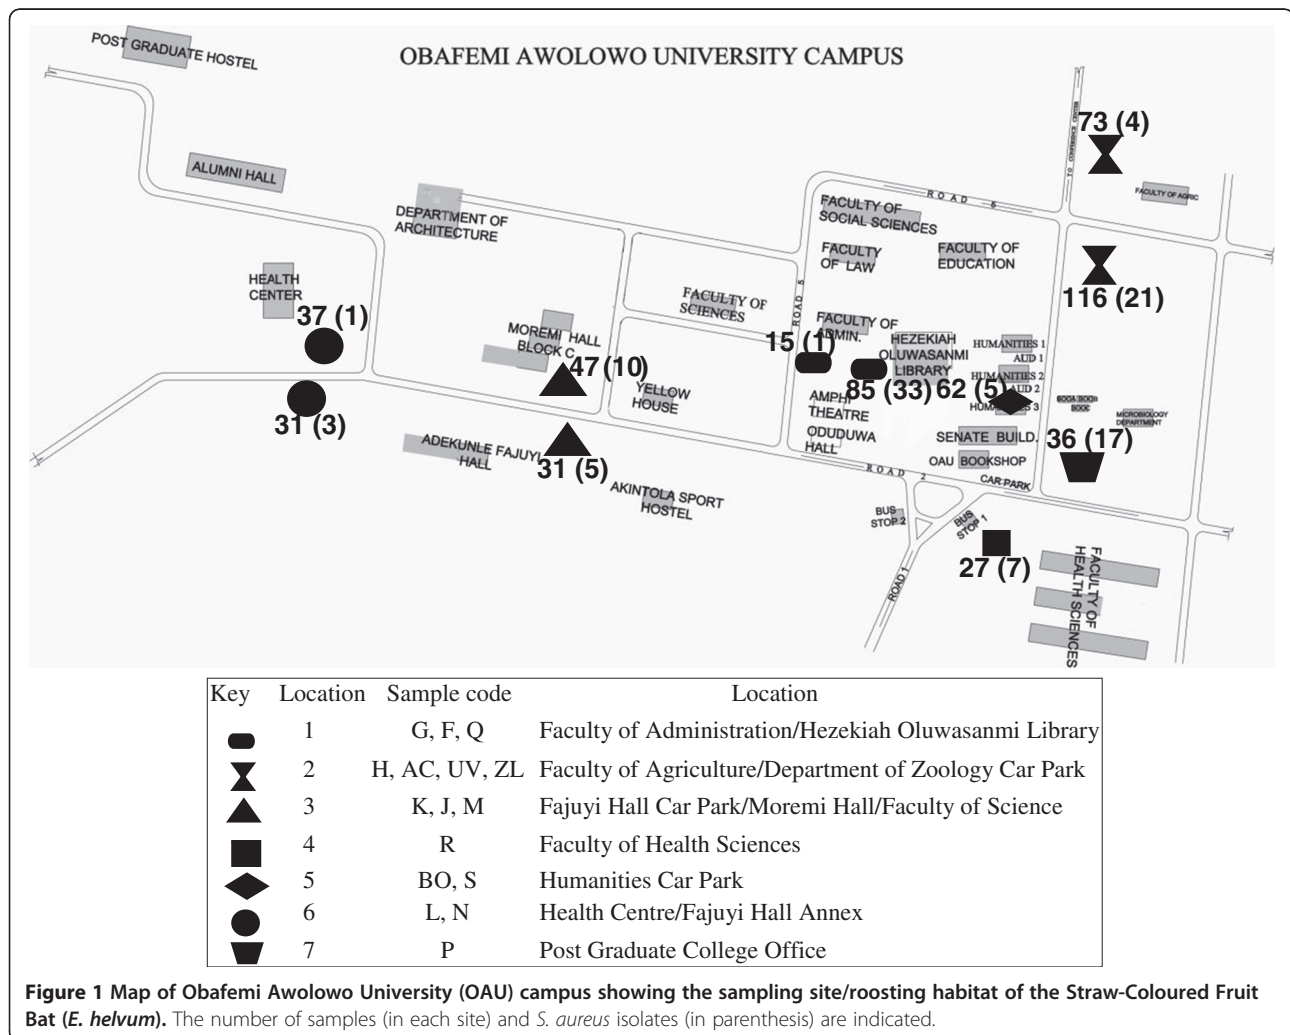 POST GRADUATE HOSTEL
OBAFEMI AWOLOWO UNIVERSITY CAMPUS
TO CONFERENCE CENTER
73 (4)
ALUMNI HALL
FACULTY OF AGRIC
ROAD 5
DEPARTMENT OF
ARCHITECTURE
FACULTY OF
SOCIAL SCIENCES
FACULTY
OF LAW
FACULTY OF
EDUCATION
HEALTH
CENTER
116 (21)
ROAD 5
FACULTY OF
SCIENCES
37 (1)
MOREMI HALL
BLOCK C
FACULTY OF
ADMIN.
15 (1)
HEZEKIAH
OLUWASANMI
LIBRARY
HUMANITIES 1
AUD 1
HUMANITIES 2
AUD 2
HUMANITIES 3
47 (10)
85 (33)
62 (5)
YELLOW
HOUSE
AMPHI
THEATRE
ODUDUWA
HALL
MICROBIOLOGY
DEPARTMENT
31 (3)
ADEKUNLE FAJUYI
HALL
31 (5)
SENATE BUILD.
36 (17)
OAU BOOKSHOP
CAR PARK
ROAD 2
AKINTOLA SPORT
HOSTEL
BUS
STOP 2
BUS
STOP 1
27 (7)
ROAD 1
FACULTY OF
HEALTH SCIENCES
Key Location Sample code Location
1 G, F, Q Faculty of Administration/Hezekiah Oluwasanmi Library
2 H, AC, UV, ZL Faculty of Agriculture/Department of Zoology Car Park
3 K, J, M Fajuyi Hall Car Park/Moremi Hall/Faculty of Science
4 R Faculty of Health Sciences
5 BO, S Humanities Car Park
6 L, N Health Centre/Fajuyi Hall Annex
7 P Post Graduate College Office
Figure 1 Map of Obafemi Awolowo University (OAU) campus showing the sampling site/roosting habitat of the Straw-Coloured Fruit
Bat (E. helvum). The number of samples (in each site) and S. aureus isolates (in parenthesis) are indicated.